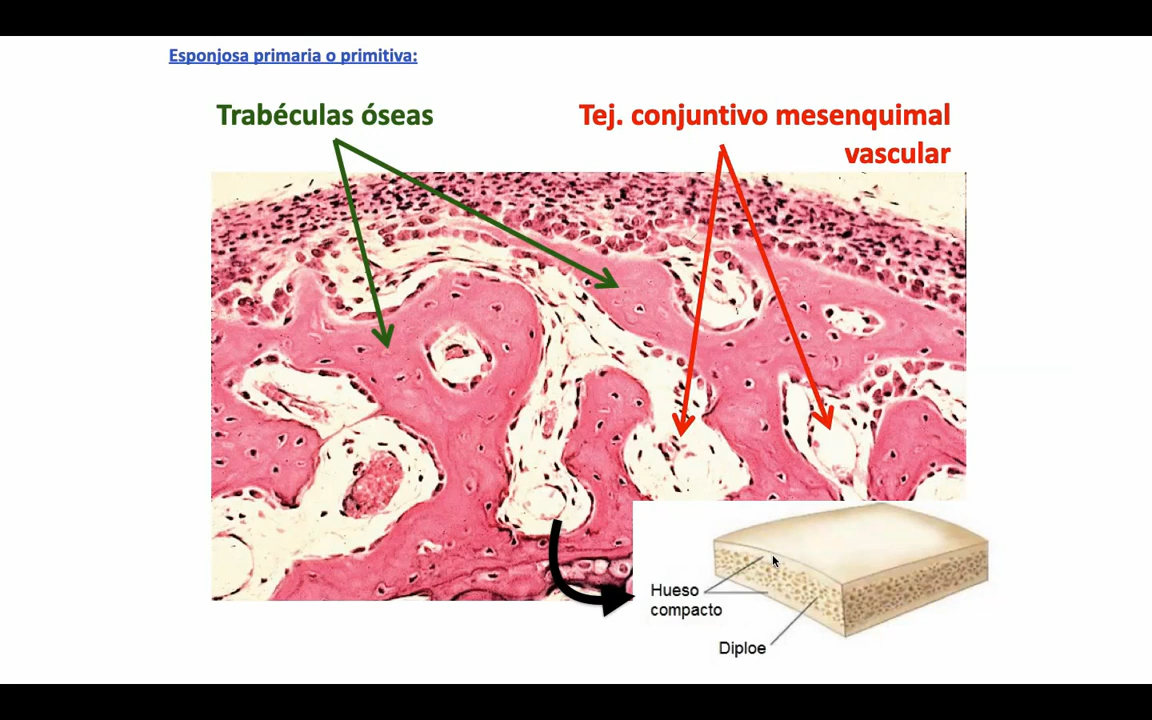 Esponjosa primaria o primitiva:
Trabéculas óseas
Tej. conjuntivo mesenquimal
vascular
Hueso
compacto
Diploe